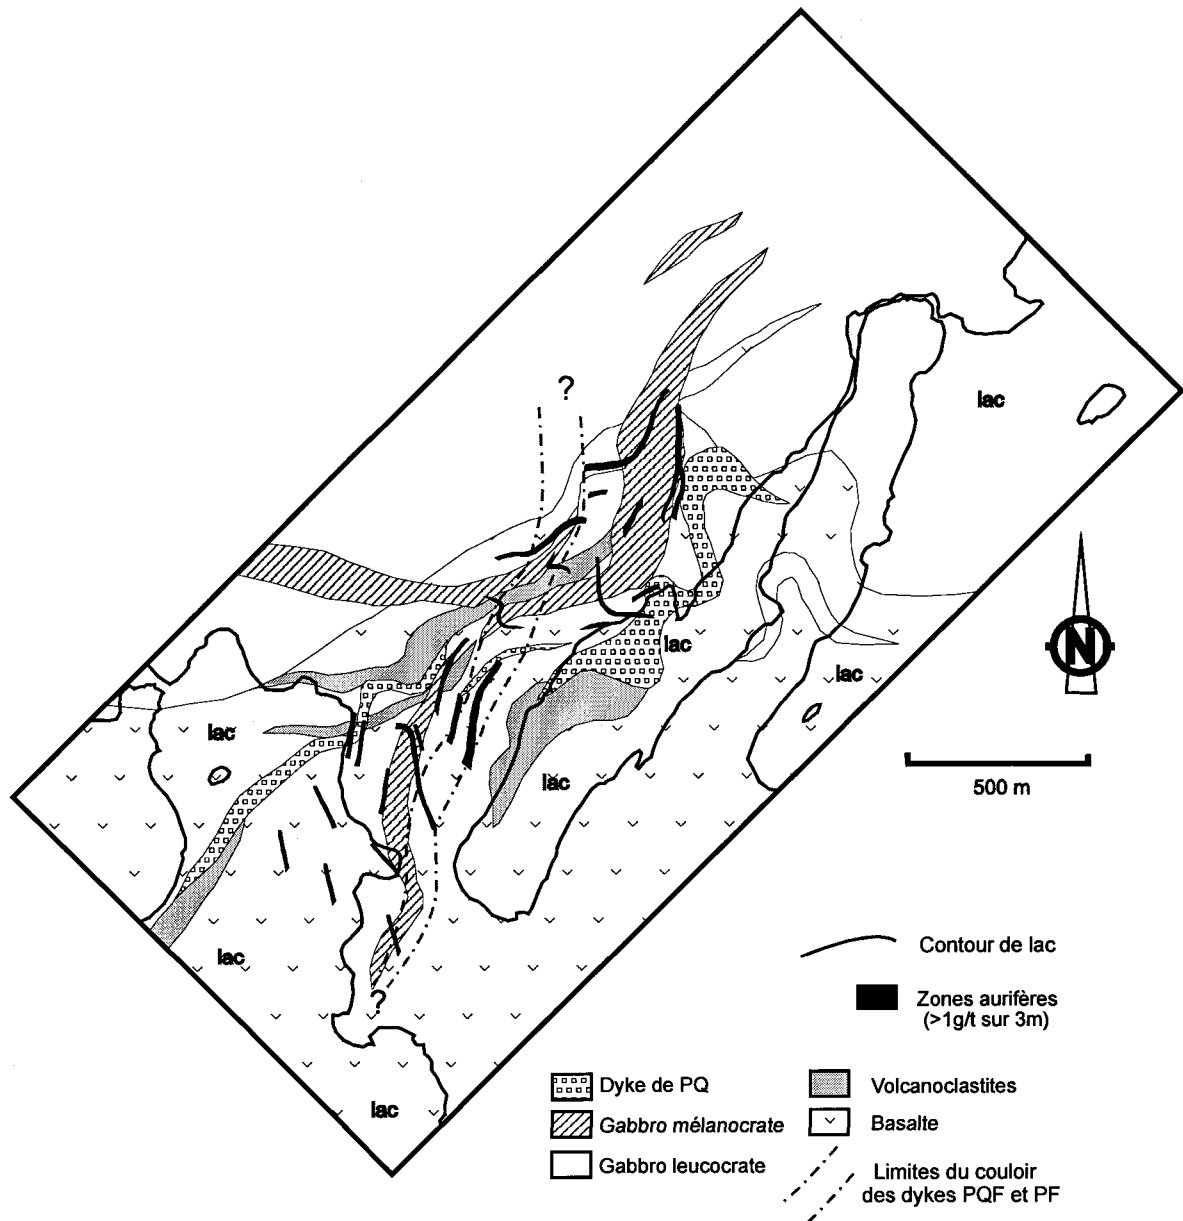 ?
lac
N
lac
lac
lac
lac
500 m
lac
?
lac
Contour de lac
Zones aurifères
(>1g/t sur 3m)
Dyke de PQ
Volcanoclastites
Gabbro mélanocrate
Basalte
Gabbro leucocrate
Limites du couloir
des dykes PQF et PF